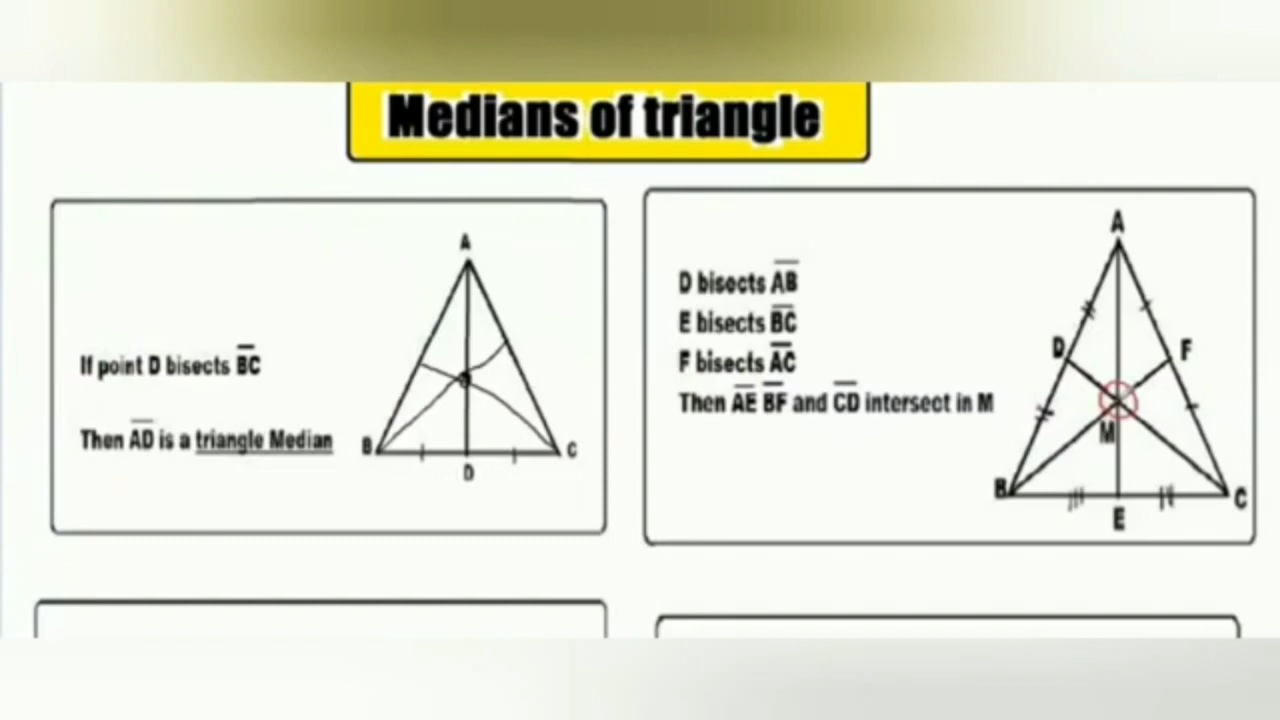 Medians of triangle
If point D bisects BC
Then AD is a triangle Median
A
B
C
D
D bisects AB
E bisects BC
F bisects AC
Then AE BF and CD intersect in M
A
D
F
M
B
C
E